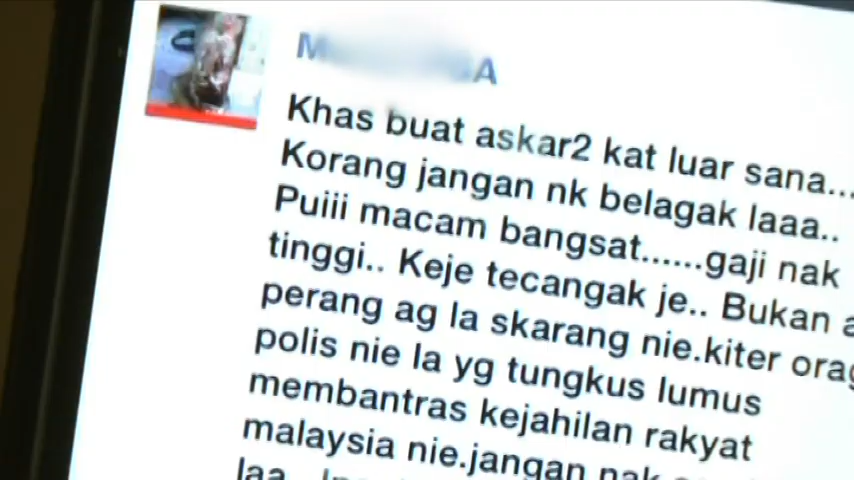 Khas buat askar2 kat luar sana...
Korang jangan nk belagak laaa..
Puiii macam bangsat......gaji nak
tinggi.. Keje tecangak je.. Bukan
perang ag la skarang nie.kiter
polis nie la yg tungkus lumus
membantras kejahilan rakyat
malaysia nie.jangan nak
laa